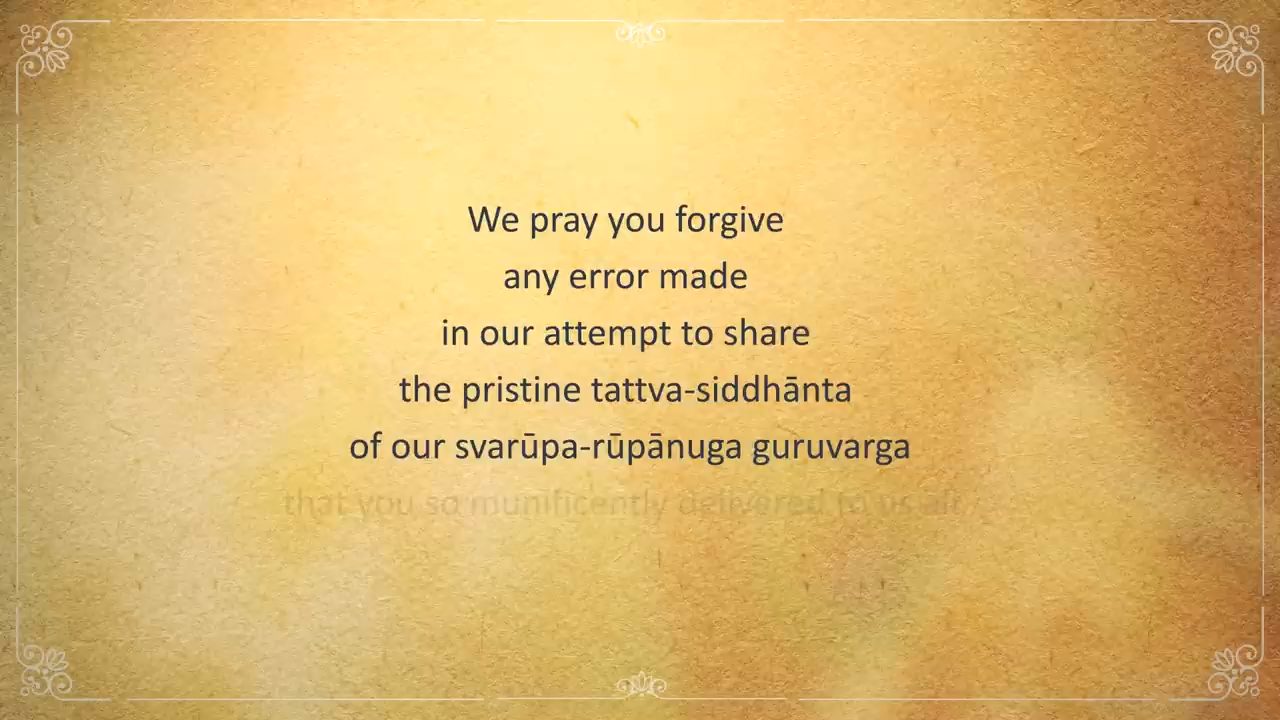 We pray you forgive
any error made
in our attempt to share
the pristine tattva-siddhānta
of our svarūpa-rūpānuga guruvarga
that you so munificently delivered to us all